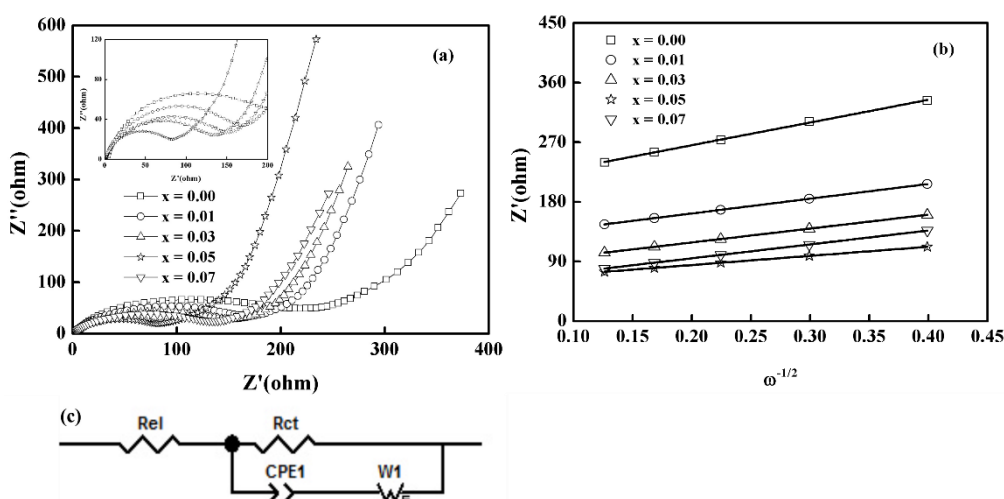 600
500
400
300
200
100
0
Z''(ohm)
(a)
120
80
40
0
Z''(ohm)
0 50 100 150 200
Z'(ohm)
x = 0.00
x = 0.01
x = 0.03
x = 0.05
x = 0.07
0 100 200 300 400
Z'(ohm)
450
360
270
180
90
0
Z'(ohm)
(b)
x = 0.00
x = 0.01
x = 0.03
x = 0.05
x = 0.07
0.10 0.15 0.20 0.25 0.30 0.35 0.40 0.45
ω-1/2
(c)
Rel Rct
CPE1 W1